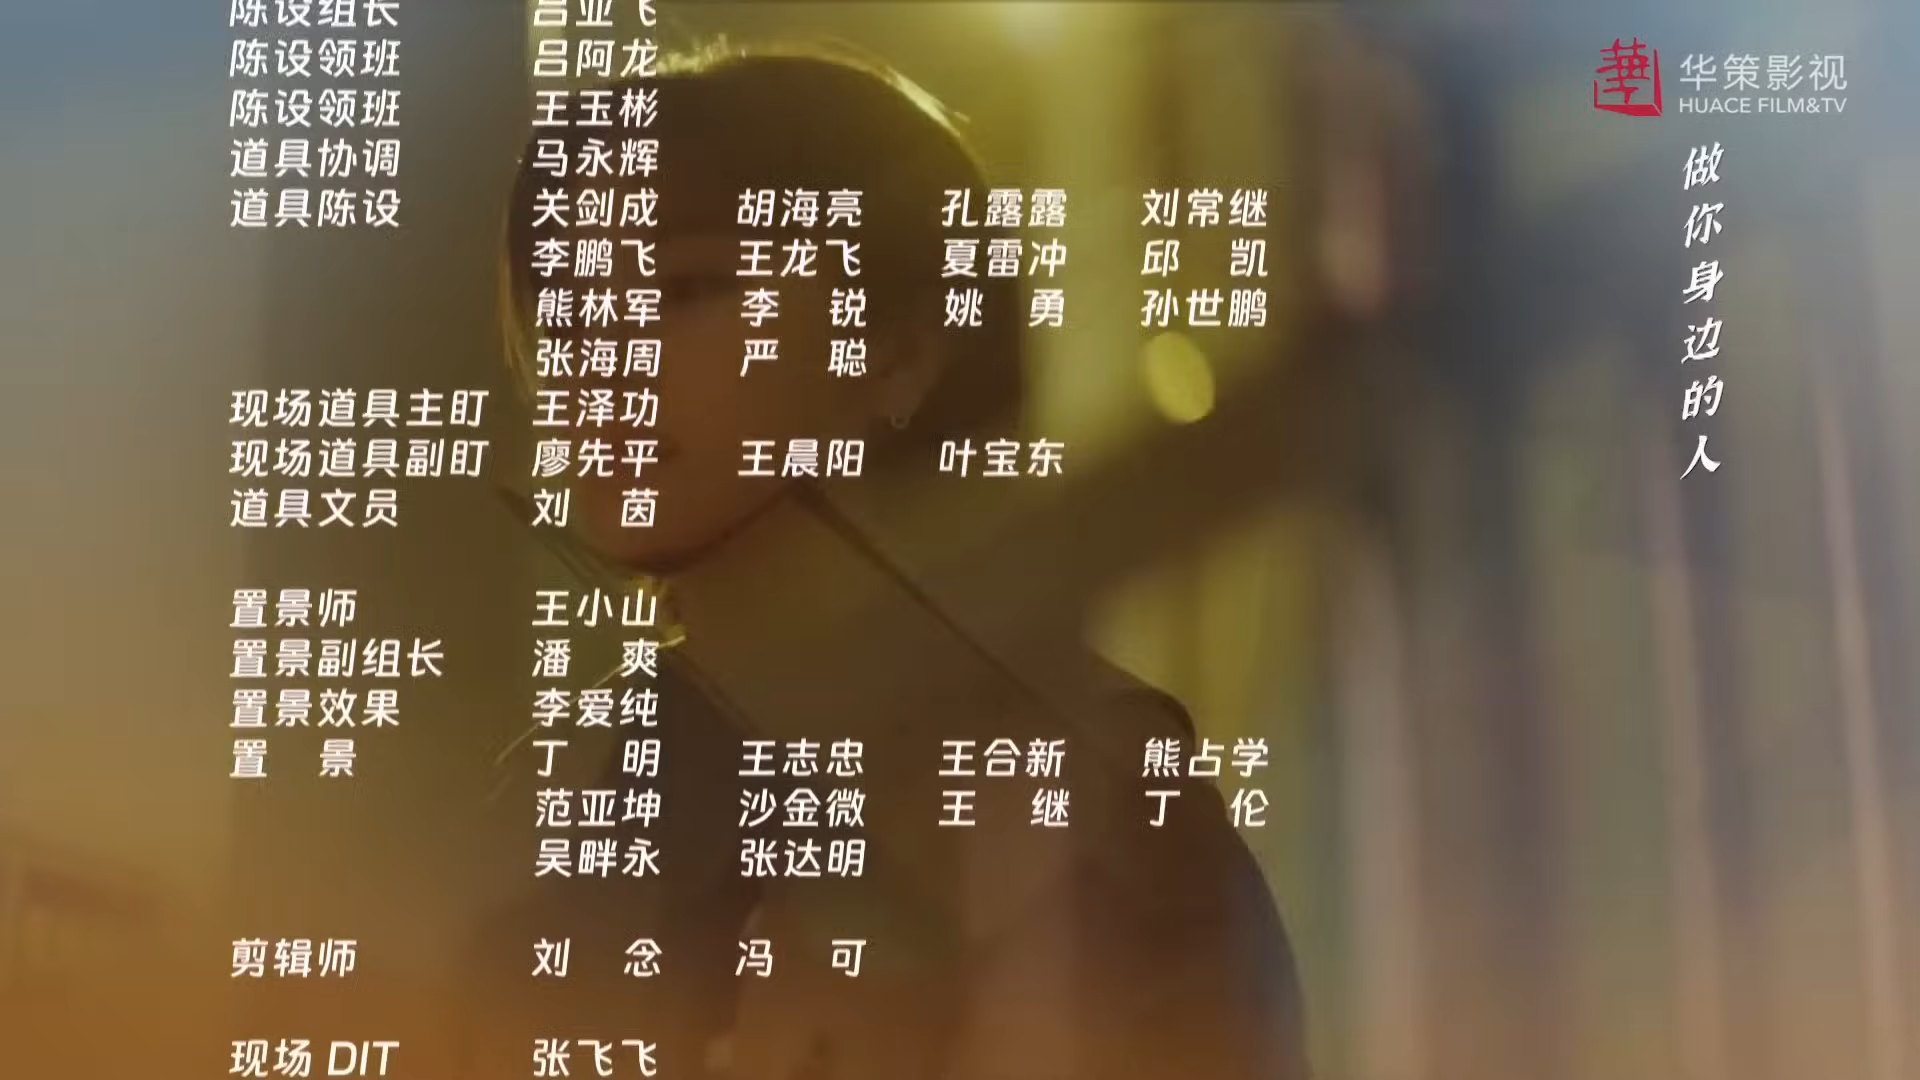 陈设组长 吕亚飞
陈设领班 吕阿龙
陈设领班 王玉彬
道具协调 马永辉
道具陈设 关剑成 胡海亮 孔露露 刘常继
李鹏飞 王龙飞 夏雷冲 邱 凯
熊林军 李 锐 姚 勇 孙世鹏
张海周 严 聪
现场道具主盯 王泽功
现场道具副盯 廖先平 王晨阳 叶宝东
道具文员 刘 茵
置景师 王小山
置景副组长 潘 爽
置景效果 李爱纯
置 景 丁 明 王志忠 王合新 熊占学
范亚坤 沙金微 王 继 丁 伦
吴畔永 张达明
剪辑师 刘 念 冯 可
现场 DIT 张飞飞
華 华策影视
HUACE FILM&TV
做你身边的人